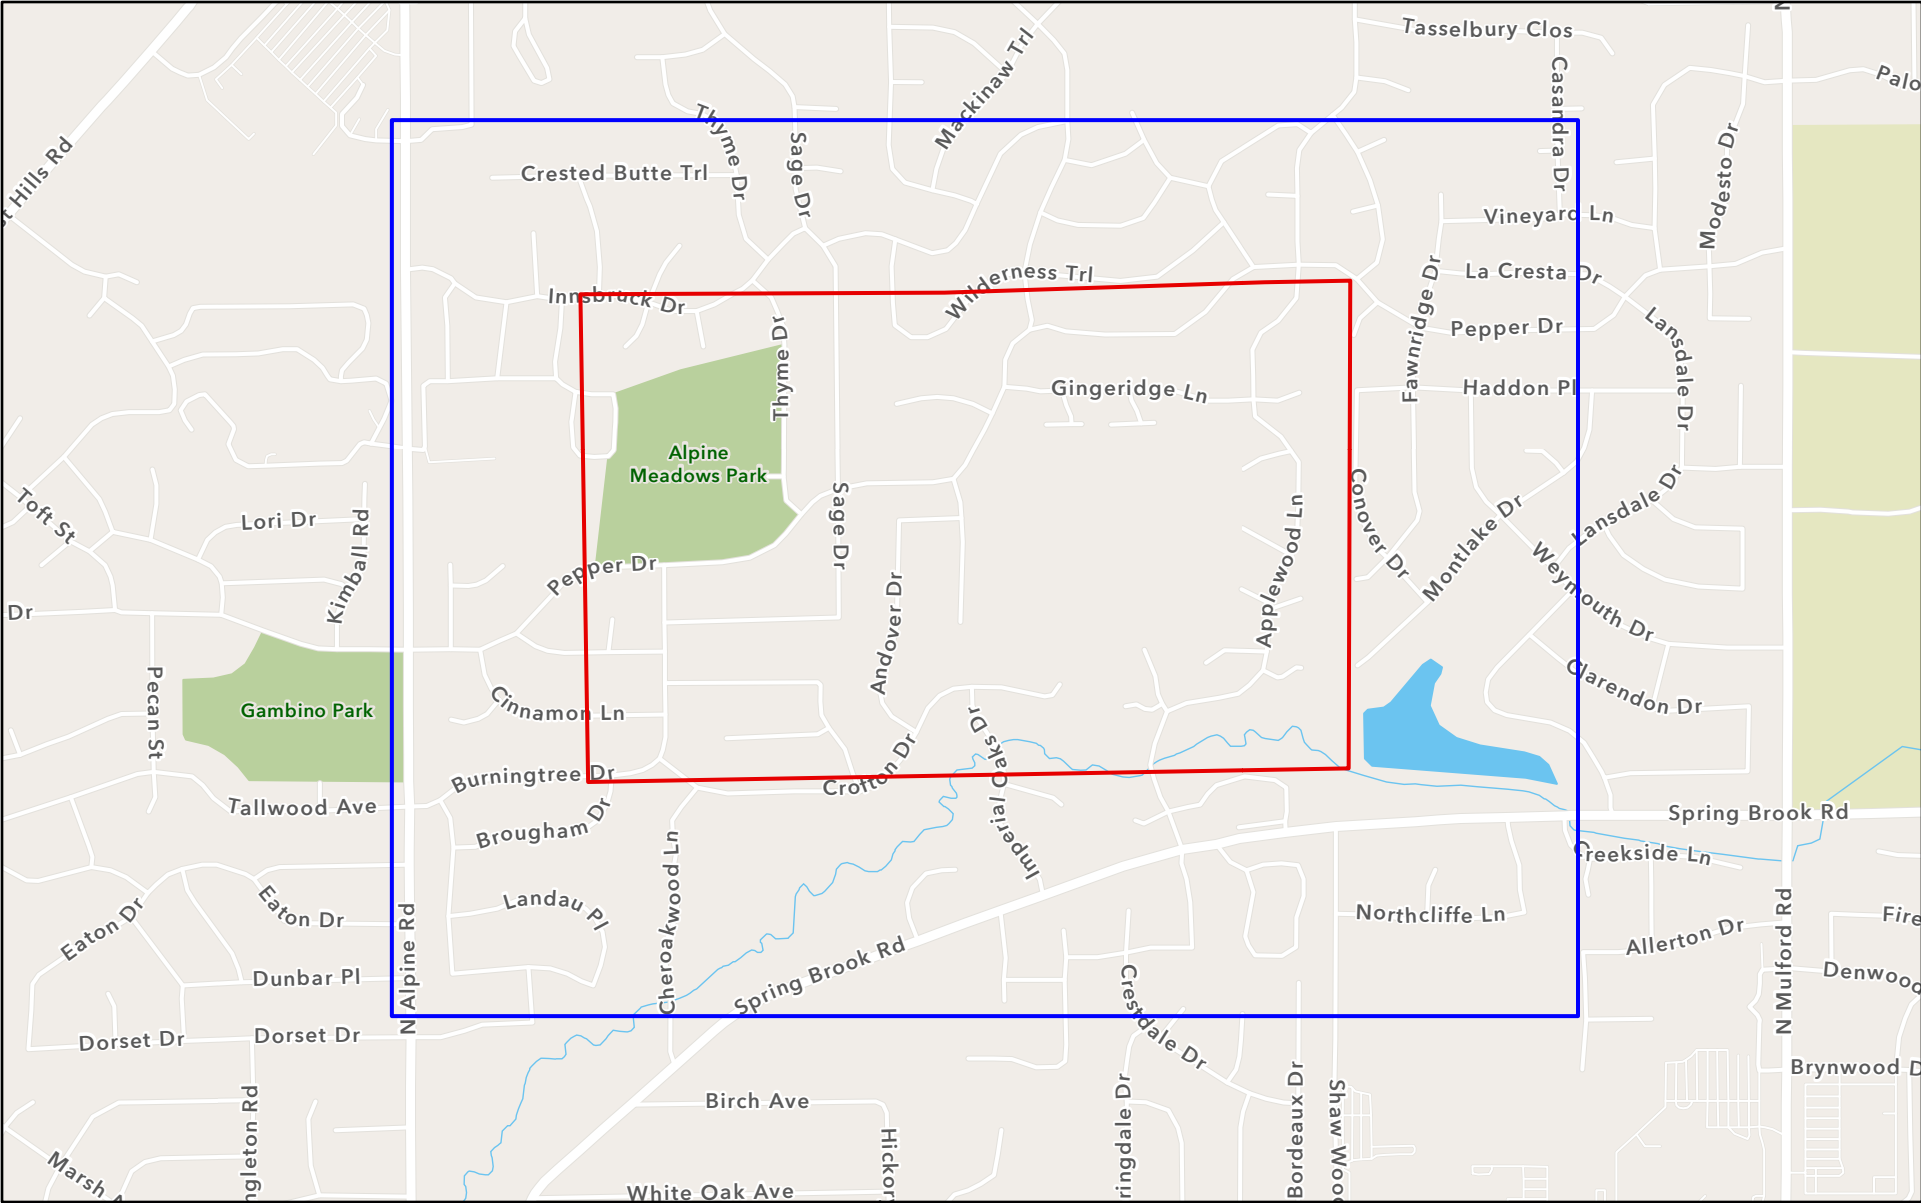 Tasselbury Clos
N
Mackinaw Trl
Casandra Dr
Palo
Thyme Dr
Sage Dr
Modesto Dr
st Hills Rd
Crested Butte Trl
Vineyard Ln
La Cresta Dr
Wilderness Trl
Innsbruck Dr
Fawnridge Dr
Pepper Dr
Lansdale Dr
Thyme Dr
Gingeridge Ln
Haddon Pl
Alpine
Meadows Park
Toft St
Lori Dr
Kimball Rd
Sage Dr
Conover Dr
Applewood Ln
Montlake Dr
Lansdale Dr
Weymouth Dr
Pepper Dr
Dr
Andover Dr
Pecan St
Gambino Park
Cinnamon Ln
Clarendon Dr
Imperial Oaks Dr
Crofton Dr
Burningtree Dr
Tallwood Ave
Brougham Dr
Spring Brook Rd
Creekside Ln
Cheroakwood Ln
Landau Pl
Eaton Dr
Eaton Dr
N Alpine Rd
Northcliffe Ln
Allerton Dr
N Mulford Rd
Fire
Spring Brook Rd
Dunbar Pl
Denwood
Crestdale Dr
Dorset Dr
Dorset Dr
Brynwood D
Birch Ave
ngleton Rd
Hickor
ringdale Dr
Bordeaux Dr
Shaw Woo
Marsh A
White Oak Ave